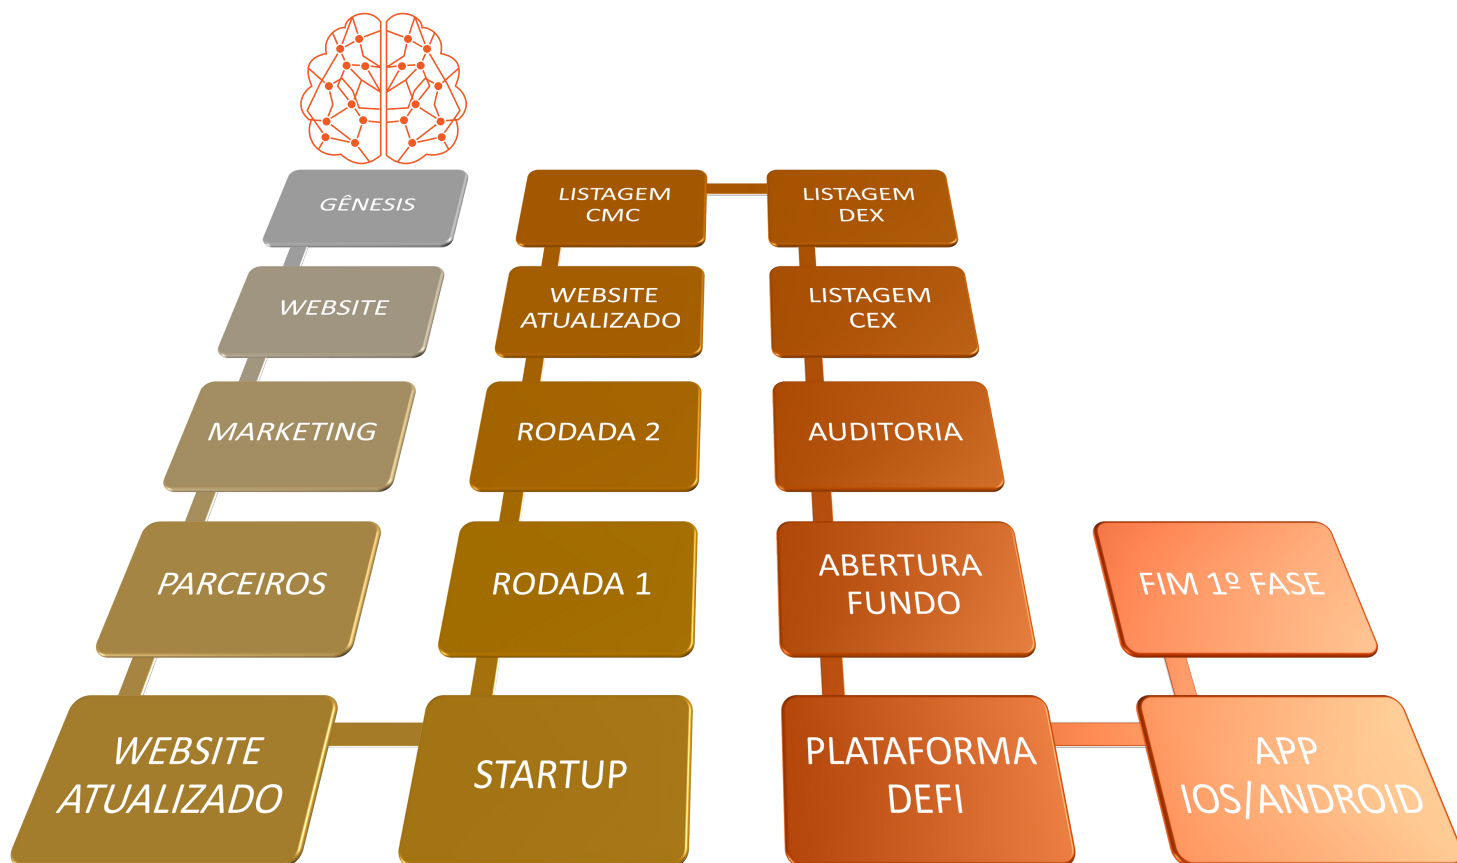 GÊNESIS
WEBSITE
MARKETING
PARCEIROS
WEBSITE
ATUALIZADO
STARTUP
RODADA 1
RODADA 2
WEBSITE
ATUALIZADO
LISTAGEM
CMC
LISTAGEM
DEX
LISTAGEM
CEX
AUDITORIA
ABERTURA
FUNDO
PLATAFORMA
DEFI
APP
IOS/ANDROID
FIM 1º FASE